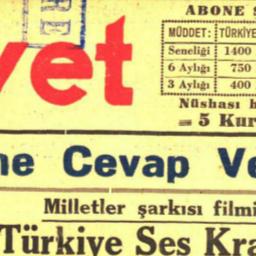 ABONE
MÜDDET: TÜRKİYE
Seneliği 1400
6 Aylığı 750
3 Aylığı 400
Nüshası
5 Kur
yet
ne Cevap Ve
Milletler şarkısı filmi
Türkiye Ses Kra